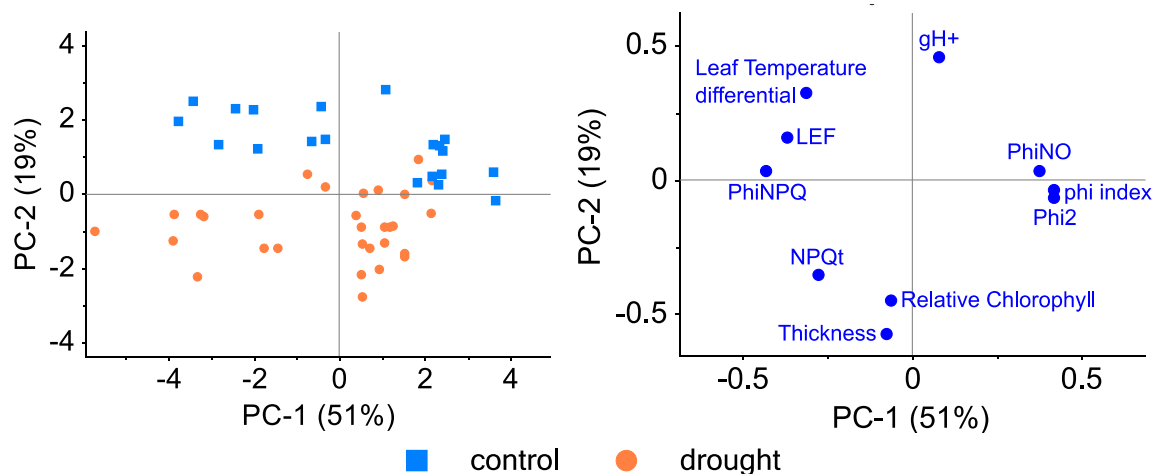 4
2
0
-2
-4
PC-2 (19%)
-4
-2
0
2
4
PC-1 (51%)
0.5
0
-0.5
PC-2 (19%)
gH+
Leaf Temperature
differential
LEF
PhiNPQ
PhiNO
phi index
Phi2
NPQt
Relative Chlorophyll
Thickness
-0.5
0
0.5
PC-1 (51%)
control
drought